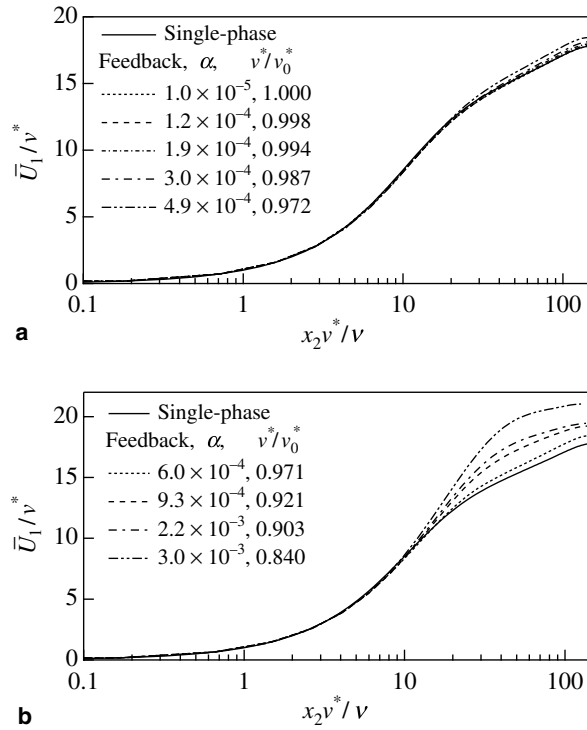 20
15
10
5
0
Ū₁/v*
Single-phase
Feedback, α, v*/v₀*
1.0 × 10⁻⁵, 1.000
1.2 × 10⁻⁴, 0.998
1.9 × 10⁻⁴, 0.994
3.0 × 10⁻⁴, 0.987
4.9 × 10⁻⁴, 0.972
0.1 1 10 100
x₂v*/ν
a
20
15
10
5
0
Ū₁/v*
Single-phase
Feedback, α, v*/v₀*
6.0 × 10⁻⁴, 0.971
9.3 × 10⁻⁴, 0.921
2.2 × 10⁻³, 0.903
3.0 × 10⁻³, 0.840
0.1 1 10 100
x₂v*/ν
b